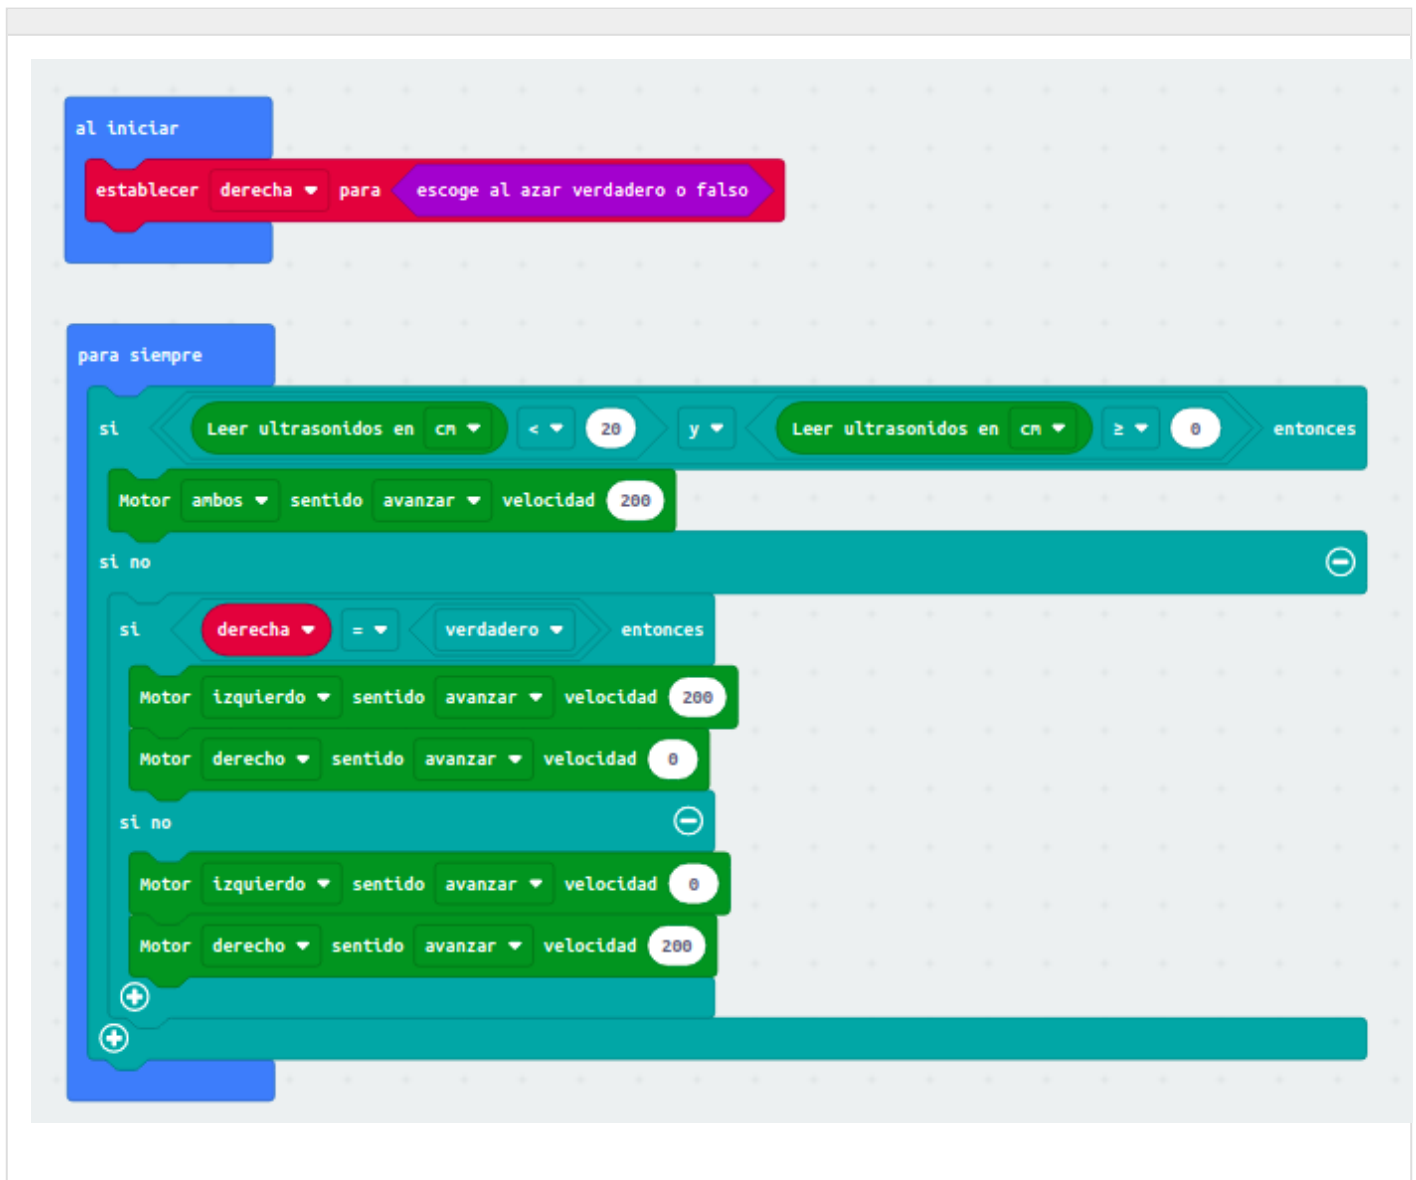 al iniciar
establecer derecha para escoge al azar verdadero o falso
para siempre
si Leer ultrasonidos en cm < 20 y Leer ultrasonidos en cm ≥ 0 entonces
Motor ambos sentido avanzar velocidad 200
si no
si derecha = verdadero entonces
Motor izquierdo sentido avanzar velocidad 200
Motor derecho sentido avanzar velocidad 0
si no
Motor izquierdo sentido avanzar velocidad 0
Motor derecho sentido avanzar velocidad 200